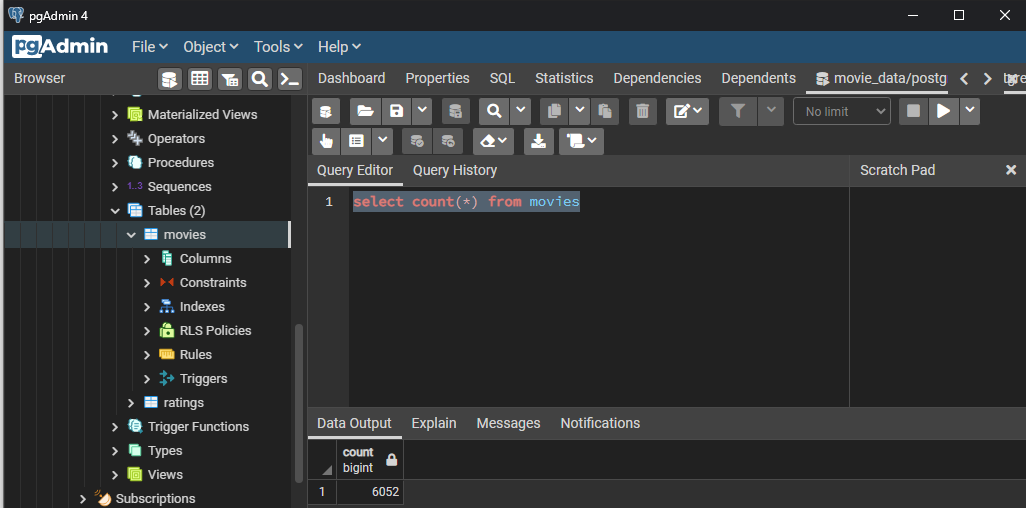 pgAdmin 4
pgAdmin File Object Tools Help
Browser
Dashboard Properties SQL Statistics Dependencies Dependents movie_data/postg
No limit
Materialized Views
Operators
Procedures
1..3 Sequences
Tables (2)
movies
Columns
Constraints
Indexes
RLS Policies
Rules
Triggers
ratings
Trigger Functions
Types
Views
Subscriptions
Query Editor Query History
Scratch Pad
1 select count(*) from movies
Data Output Explain Messages Notifications
count
bigint
1 6052